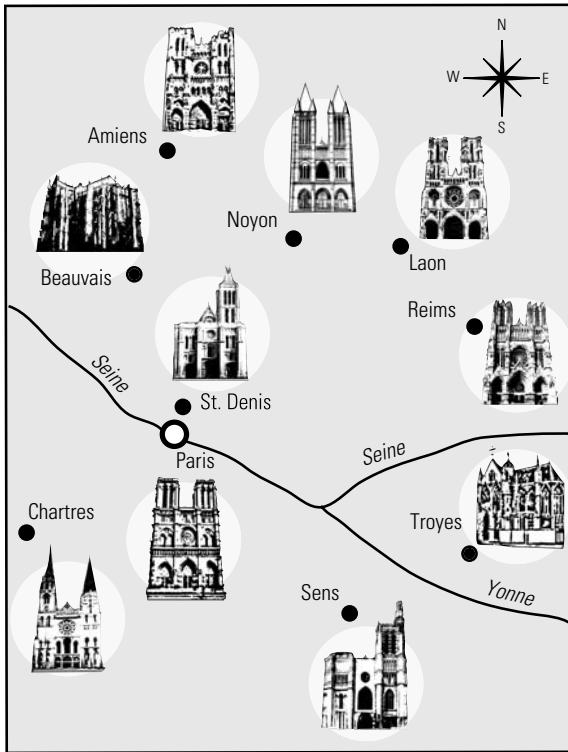 N
W E
S
Amiens
Noyon
Laon
Beauvais
Reims
Seine
St. Denis
Paris
Seine
Chartres
Troyes
Yonne
Sens